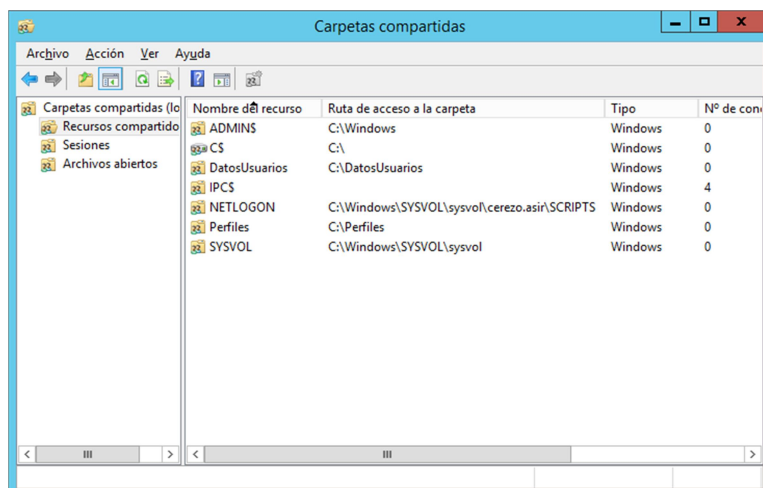 Carpetas compartidas
Archivo Acción Ver Ayuda
Carpetas compartidas (lo
Recursos compartido
Sesiones
Archivos abiertos
Nombre del recurso Ruta de acceso a la carpeta Tipo Nº de con
ADMIN$ C:\Windows Windows 0
C$ C:\ Windows 0
DatosUsuarios C:\DatosUsuarios Windows 0
IPC$ Windows 4
NETLOGON C:\Windows\SYSVOL\sysvol\cerezo.asir\SCRIPTS Windows 0
Perfiles C:\Perfiles Windows 0
SYSVOL C:\Windows\SYSVOL\sysvol Windows 0